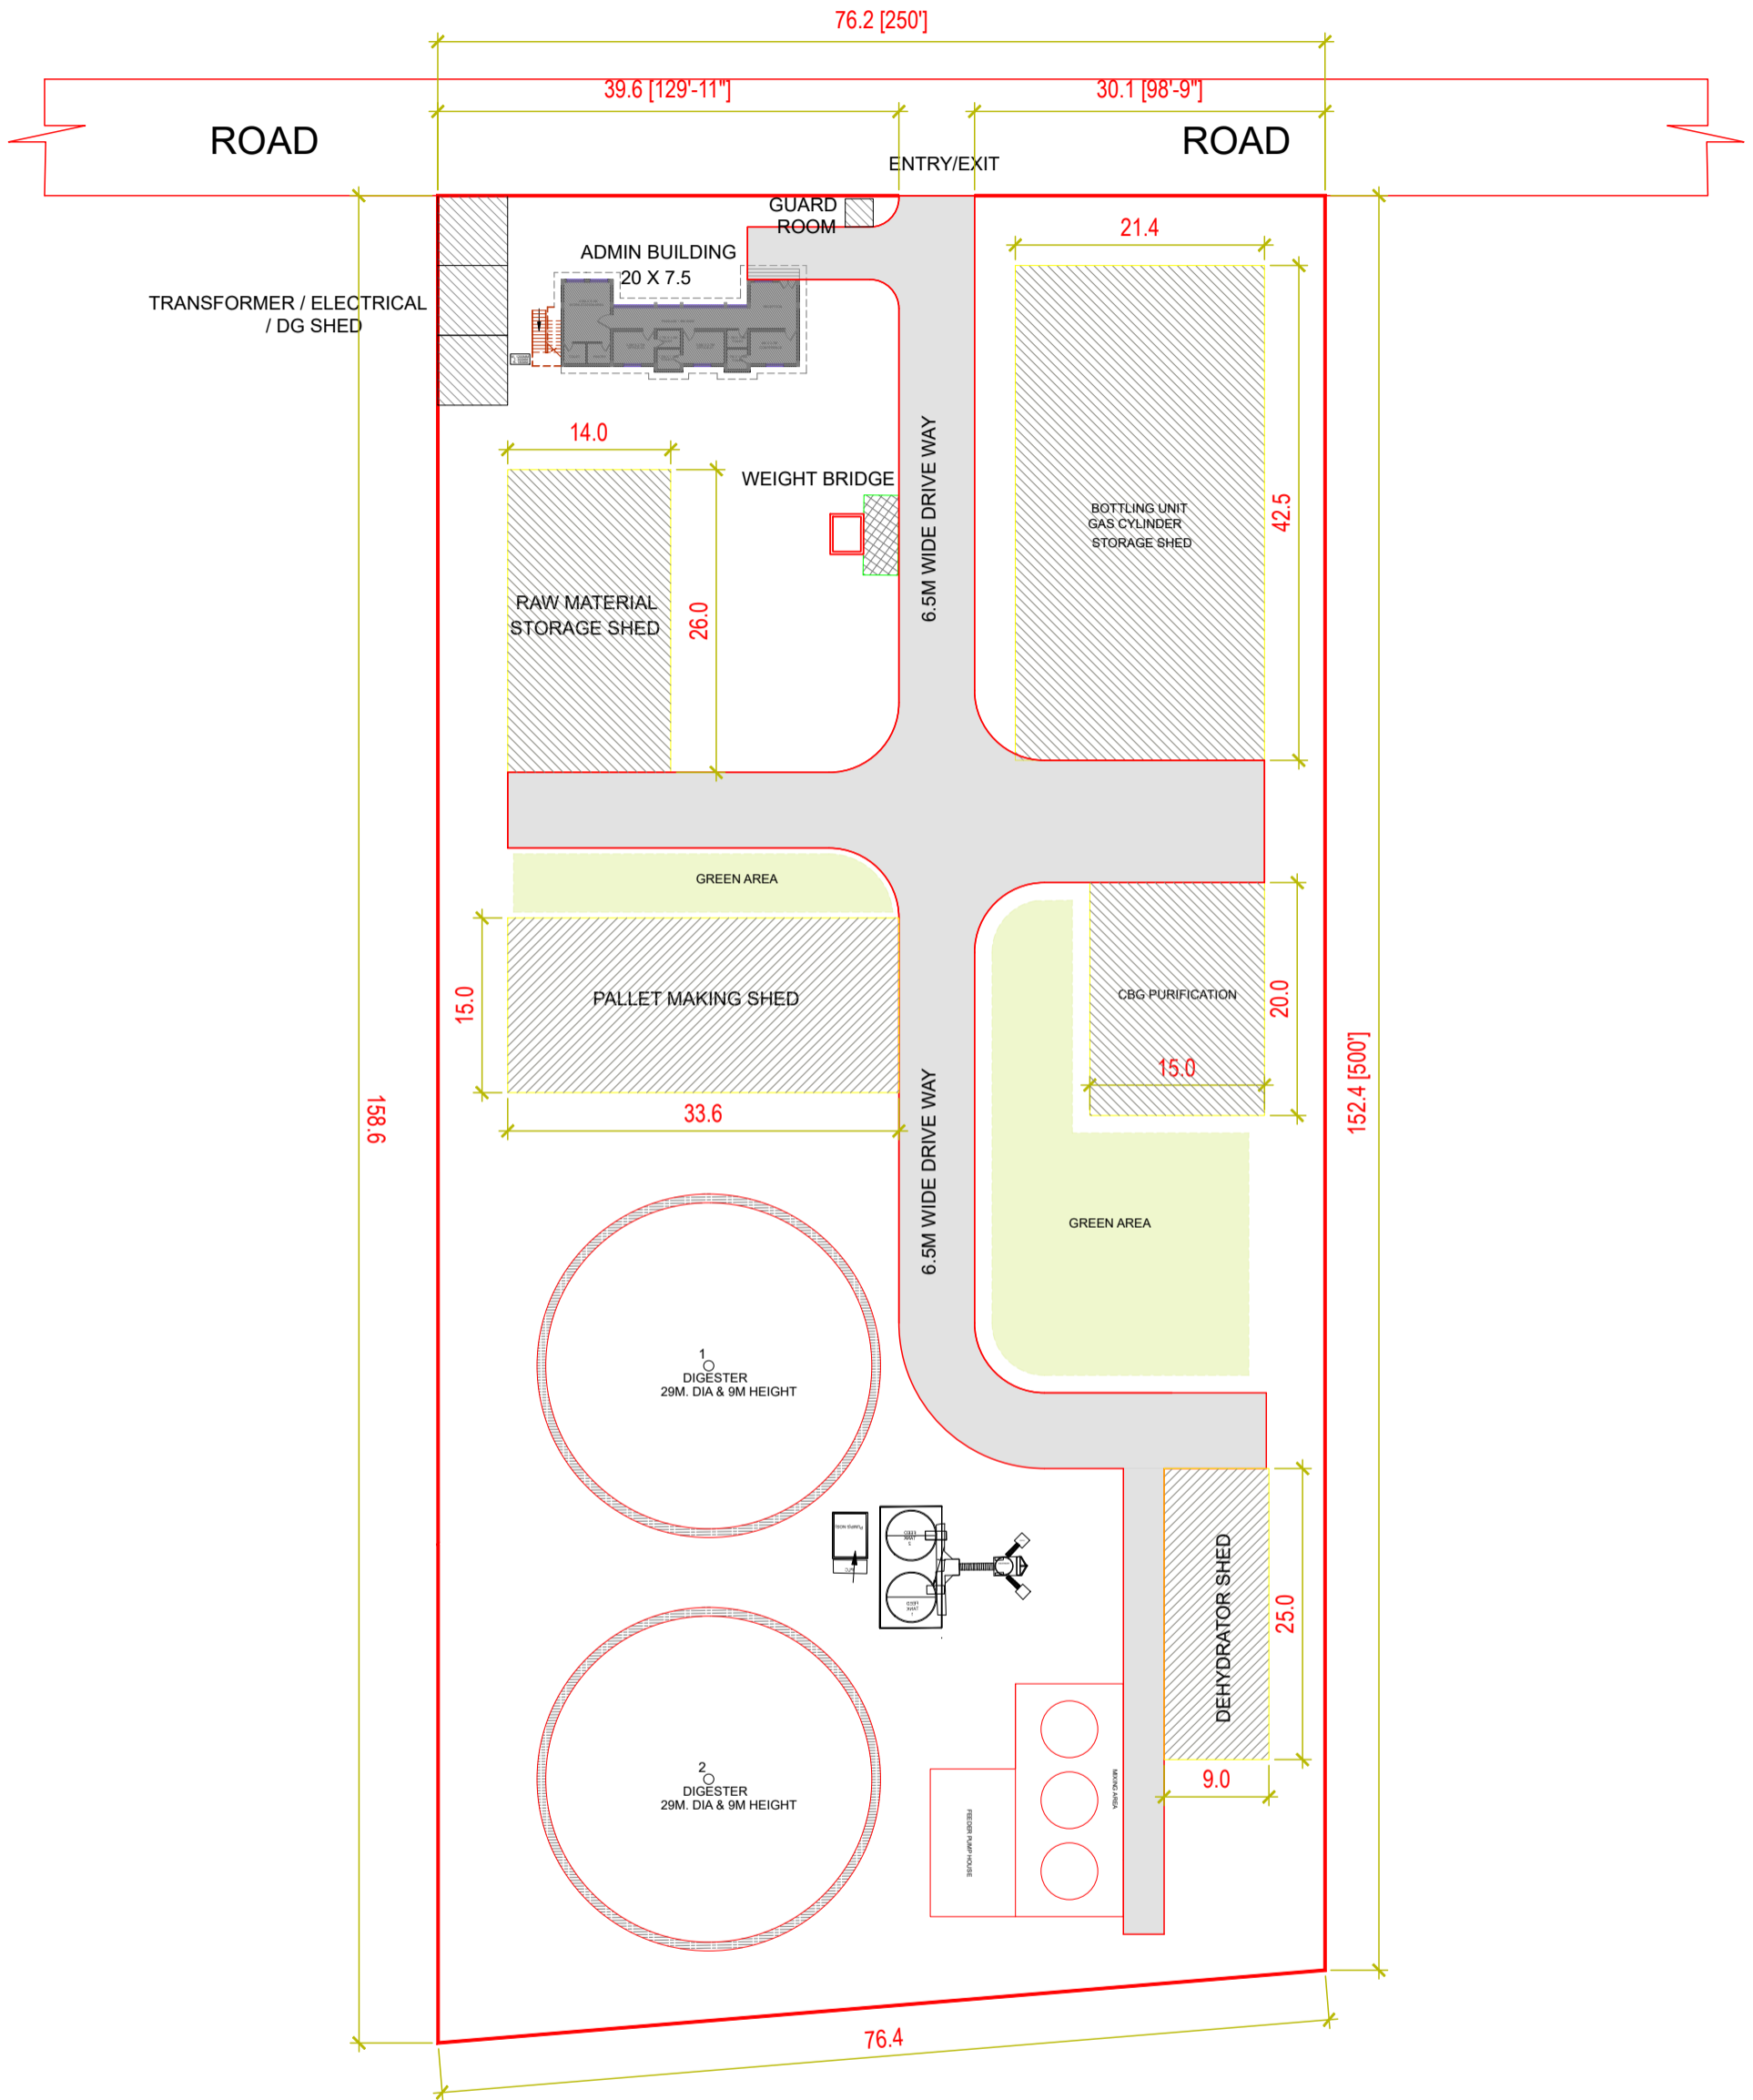 76.2 [250']
39.6 [129'-11"]
30.1 [98'-9"]
ROAD
ROAD
ENTRY/EXIT
GUARD
ROOM
21.4
ADMIN BUILDING
20 X 7.5
TRANSFORMER / ELECTRICAL
/ DG SHED
14.0
WEIGHT BRIDGE
6.5M WIDE DRIVE WAY
BOTTLING UNIT
GAS CYLINDER
STORAGE SHED
42.5
RAW MATERIAL
STORAGE SHED
26.0
GREEN AREA
PALLET MAKING SHED
15.0
33.6
CBG PURIFICATION
20.0
15.0
158.6
152.4 [500']
6.5M WIDE DRIVE WAY
GREEN AREA
1
DIGESTER
29M. DIA & 9M HEIGHT
DEHYDRATOR SHED
25.0
9.0
2
DIGESTER
29M. DIA & 9M HEIGHT
MIXING AREA
FEEDER PUMP HOUSE
76.4